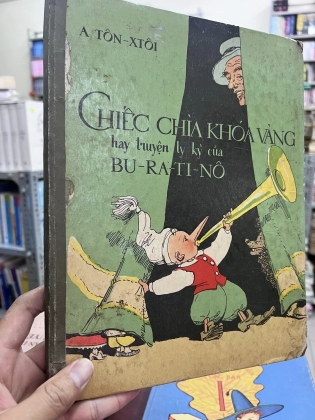 A. TÔN-XTÔI
CHIẾC CHÌA KHÓA VÀNG
hay truyện ly kỳ của
BU-RA-TI-NÔ